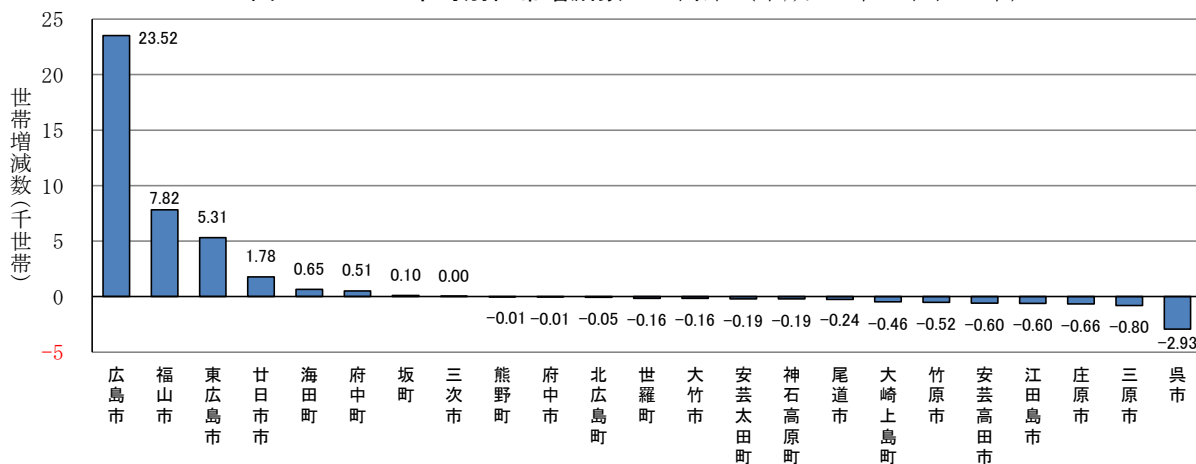 世帯増減数(千世帯)
25
20
15
10
5
0
-5
23.52
7.82
5.31
1.78
0.65
0.51
0.10
0.00
-0.01
-0.01
-0.05
-0.16
-0.16
-0.19
-0.19
-0.24
-0.46
-0.52
-0.60
-0.60
-0.66
-0.80
-2.93
広島市
福山市
東広島市
廿日市市
海田町
府中町
坂町
三次市
熊野町
府中市
北広島町
世羅町
大竹市
安芸太田町
神石高原町
尾道市
大崎上島町
竹原市
安芸高田市
江田島市
庄原市
三原市
呉市